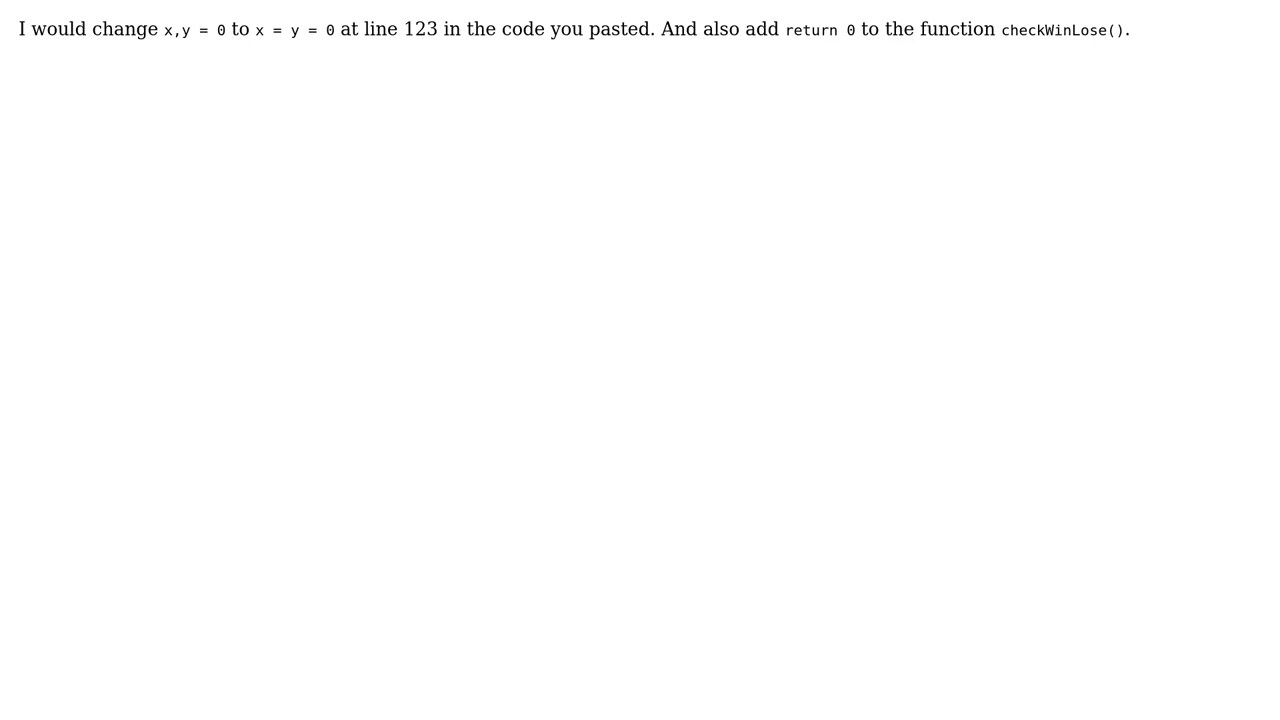 I would change x,y = 0 to x = y = 0 at line 123 in the code you pasted. And also add return 0 to the function checkWinLose().